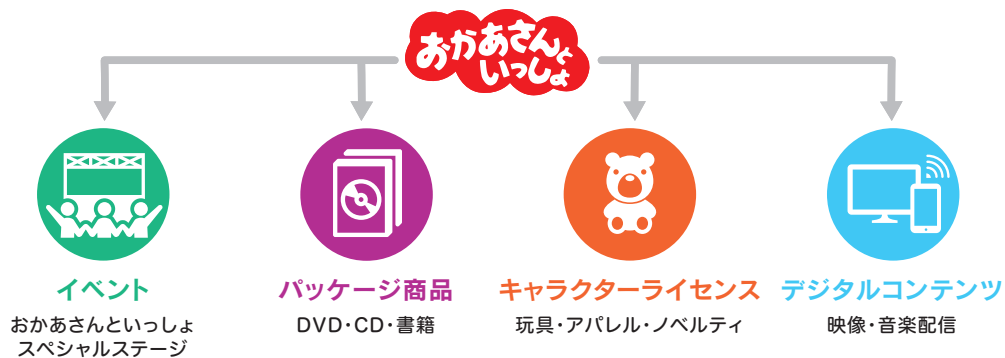 おかあさんと
いっしょ
イベント
おかあさんといっしょ
スペシャルステージ
パッケージ商品
DVD・CD・書籍
キャラクターライセンス
玩具・アパレル・ノベルティ
デジタルコンテンツ
映像・音楽配信